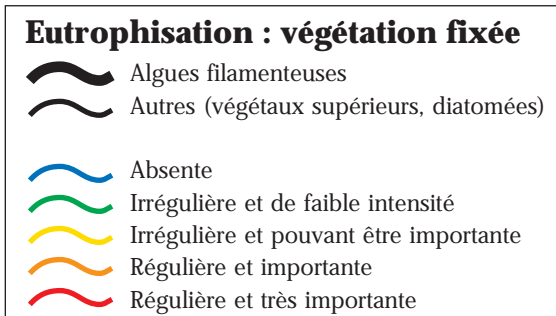 Eutrophisation : végétation fixée
Algues filamenteuses
Autres (végétaux supérieurs, diatomées)
Absente
Irrégulière et de faible intensité
Irrégulière et pouvant être importante
Régulière et importante
Régulière et très importante